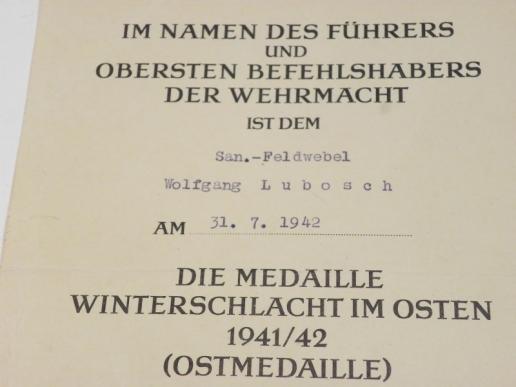 IM NAMEN DES FÜHRERS
UND
OBERSTEN BEFEHLSHABERS
DER WEHRMACHT
IST DEM
San.-Feldwebel
Wolfgang L u b o s c h
AM 31. 7. 1942
DIE MEDAILLE
WINTERSCHLACHT IM OSTEN
1941/42
(OSTMEDAILLE)